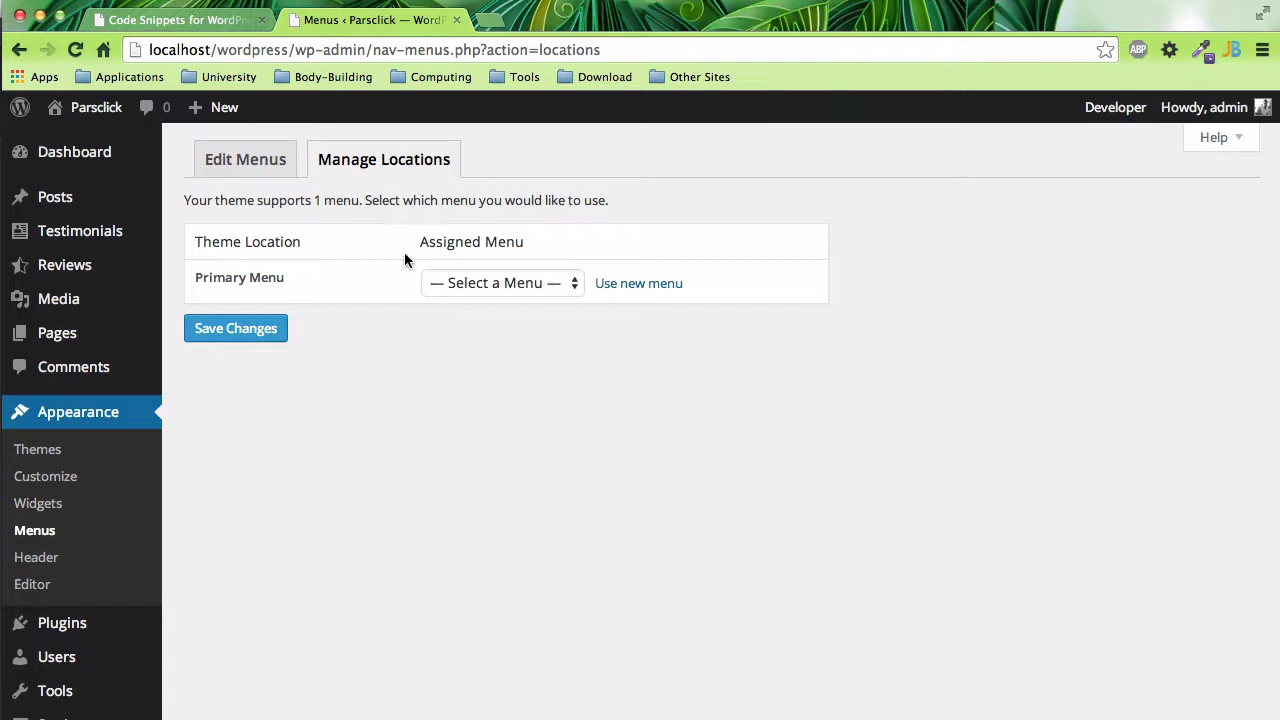 Code Snippets for WordPr
Menus ‹ Parsclick — WordP
localhost/wordpress/wp-admin/nav-menus.php?action=locations
ABP
JB
Apps Applications University Body-Building Computing Tools Download Other Sites
Parsclick 0 New Developer Howdy, admin
Help
Dashboard
Posts
Testimonials
Reviews
Media
Pages
Comments
Appearance
Themes
Customize
Widgets
Menus
Header
Editor
Plugins
Users
Tools
Edit Menus Manage Locations
Your theme supports 1 menu. Select which menu you would like to use.
Theme Location Assigned Menu
Primary Menu — Select a Menu — Use new menu
Save Changes